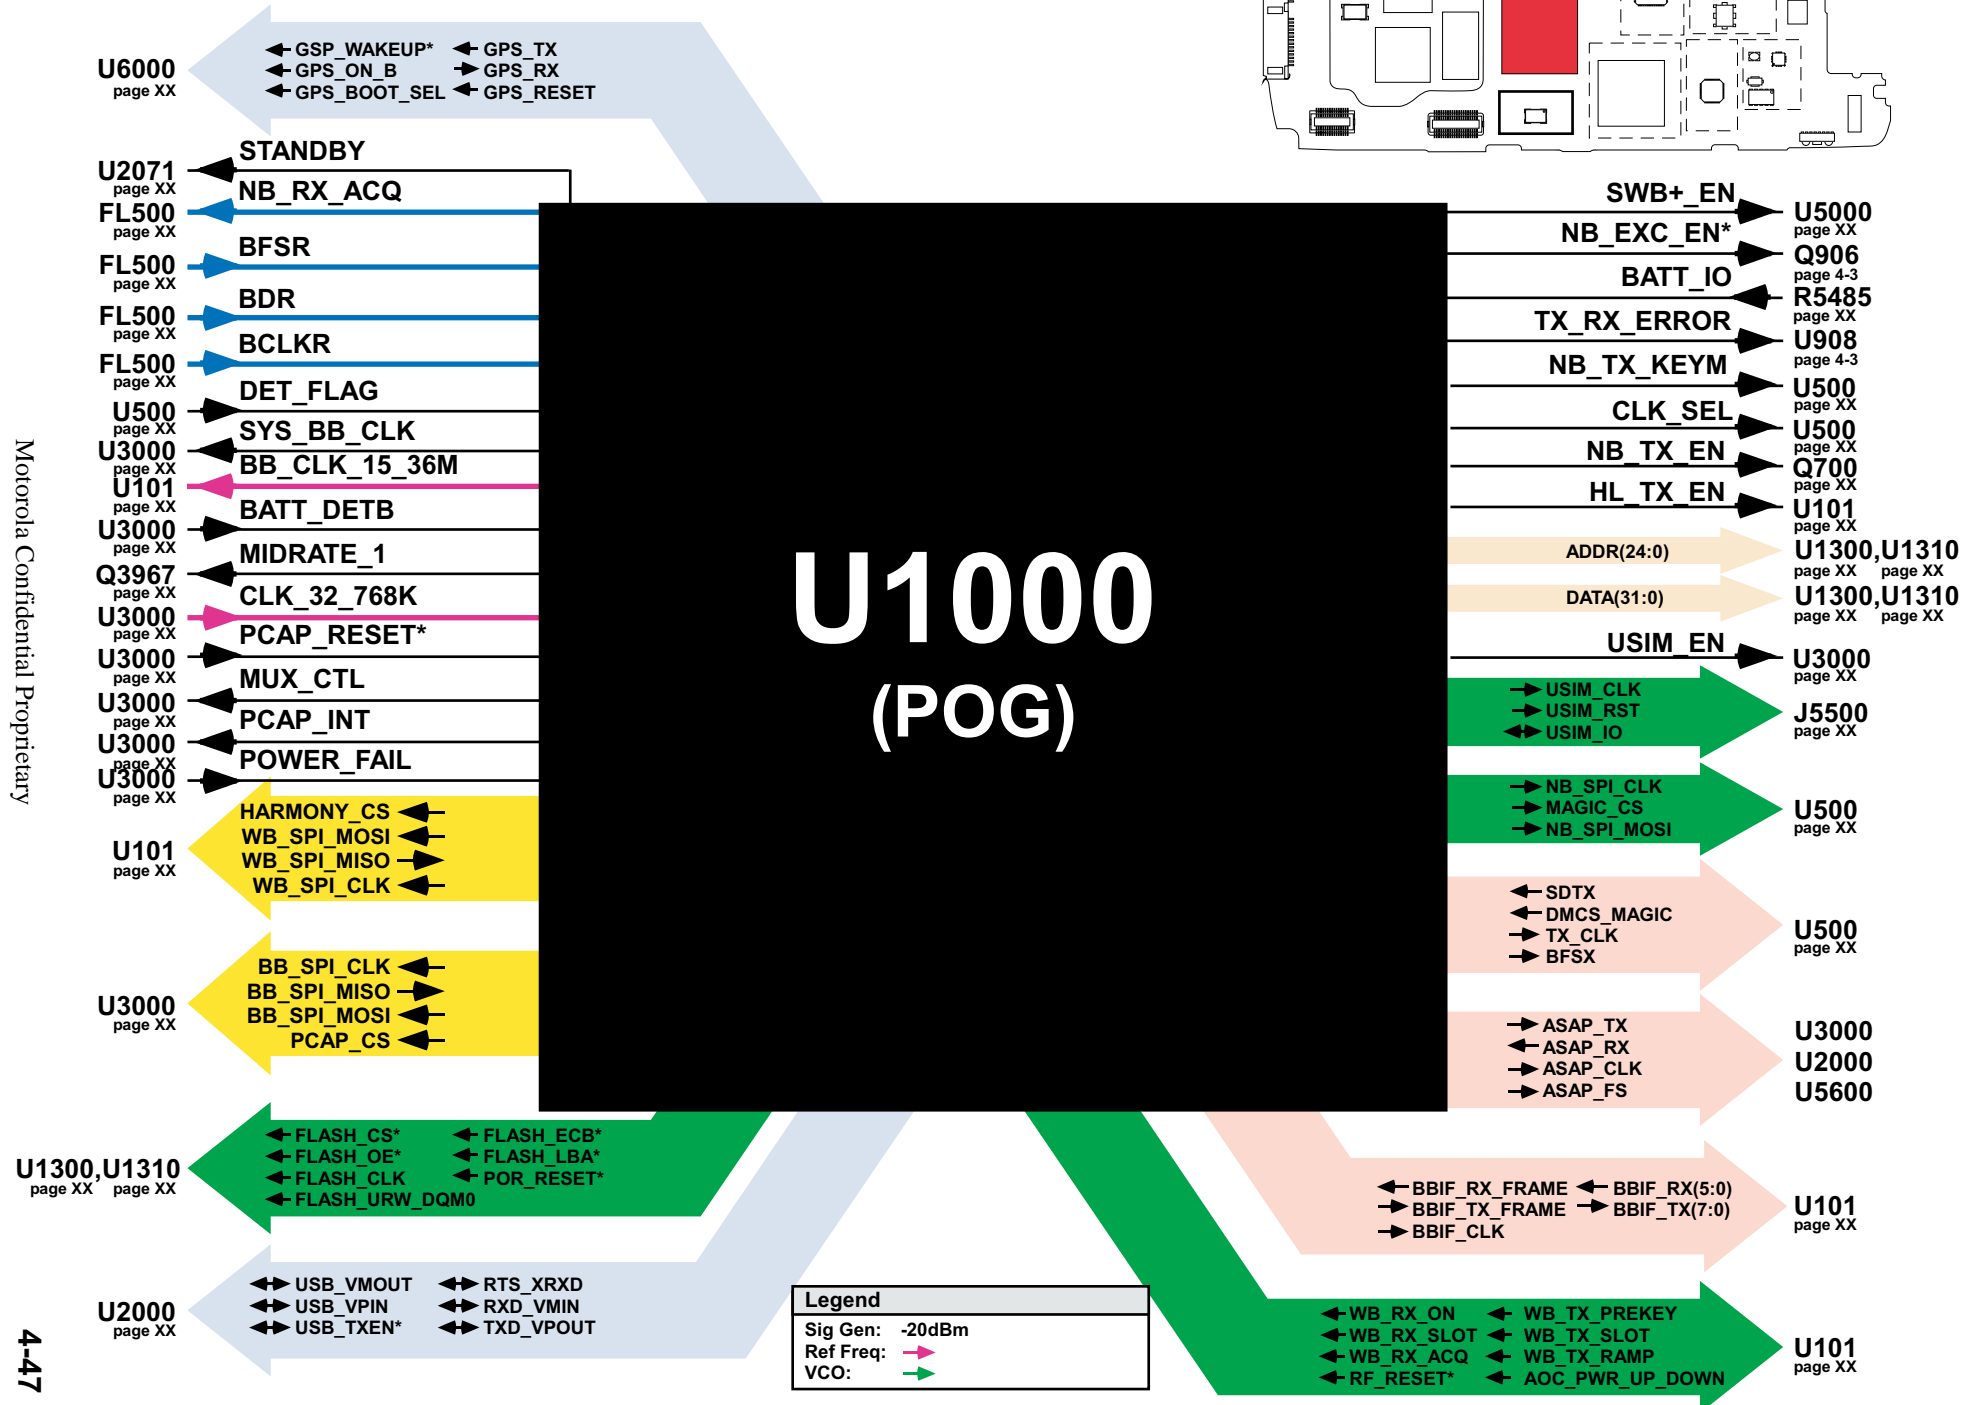 GSP_WAKEUP* GPS_TX
U6000 GPS_ON_B GPS_RX
page XX GPS_BOOT_SEL GPS_RESET
STANDBY
U2071
page XX
NB_RX_ACQ
FL500
page XX
BFSR
FL500
page XX
BDR
FL500
page XX
BCLKR
FL500
page XX
DET_FLAG
U500
page XX
SYS_BB_CLK
U3000
page XX
BB_CLK_15_36M
U101
page XX
BATT_DETB
U3000
page XX
MIDRATE_1
Q3967
page XX
CLK_32_768K
U3000
page XX
PCAP_RESET*
U3000
page XX
MUX_CTL
U3000
page XX
PCAP_INT
U3000
page XX
POWER_FAIL
U3000
page XX
HARMONY_CS
WB_SPI_MOSI
WB_SPI_MISO
WB_SPI_CLK
U101
page XX
BB_SPI_CLK
BB_SPI_MISO
BB_SPI_MOSI
PCAP_CS
U3000
page XX
FLASH_CS* FLASH_ECB*
FLASH_OE* FLASH_LBA*
FLASH_CLK POR_RESET*
FLASH_URW_DQM0
U1300,U1310
page XX page XX
USB_VMOUT RTS_XRXD
USB_VPIN RXD_VMIN
USB_TXEN* TXD_VPOUT
U2000
page XX
U1000
(POG)
SWB+_EN
U5000
page XX
NB_EXC_EN*
Q906
page 4-3
BATT_IO
R5485
page XX
TX_RX_ERROR
U908
page 4-3
NB_TX_KEYM
U500
page XX
CLK_SEL
U500
page XX
NB_TX_EN
Q700
page XX
HL_TX_EN
U101
page XX
ADDR(24:0)
U1300,U1310
page XX page XX
DATA(31:0)
U1300,U1310
page XX page XX
USIM_EN
U3000
page XX
USIM_CLK
USIM_RST
USIM_IO
J5500
page XX
NB_SPI_CLK
MAGIC_CS
NB_SPI_MOSI
U500
page XX
SDTX
DMCS_MAGIC
TX_CLK
BFSX
U500
page XX
ASAP_TX
ASAP_RX
ASAP_CLK
ASAP_FS
U3000
U2000
U5600
BBIF_RX_FRAME BBIF_RX(5:0)
BBIF_TX_FRAME BBIF_TX(7:0)
BBIF_CLK
U101
page XX
WB_RX_ON WB_TX_PREKEY
WB_RX_SLOT WB_TX_SLOT
WB_RX_ACQ WB_TX_RAMP
RF_RESET* AOC_PWR_UP_DOWN
U101
page XX
Legend
Sig Gen: -20dBm
Ref Freq:
VCO:
Motorola Confidential Proprietary
4-47